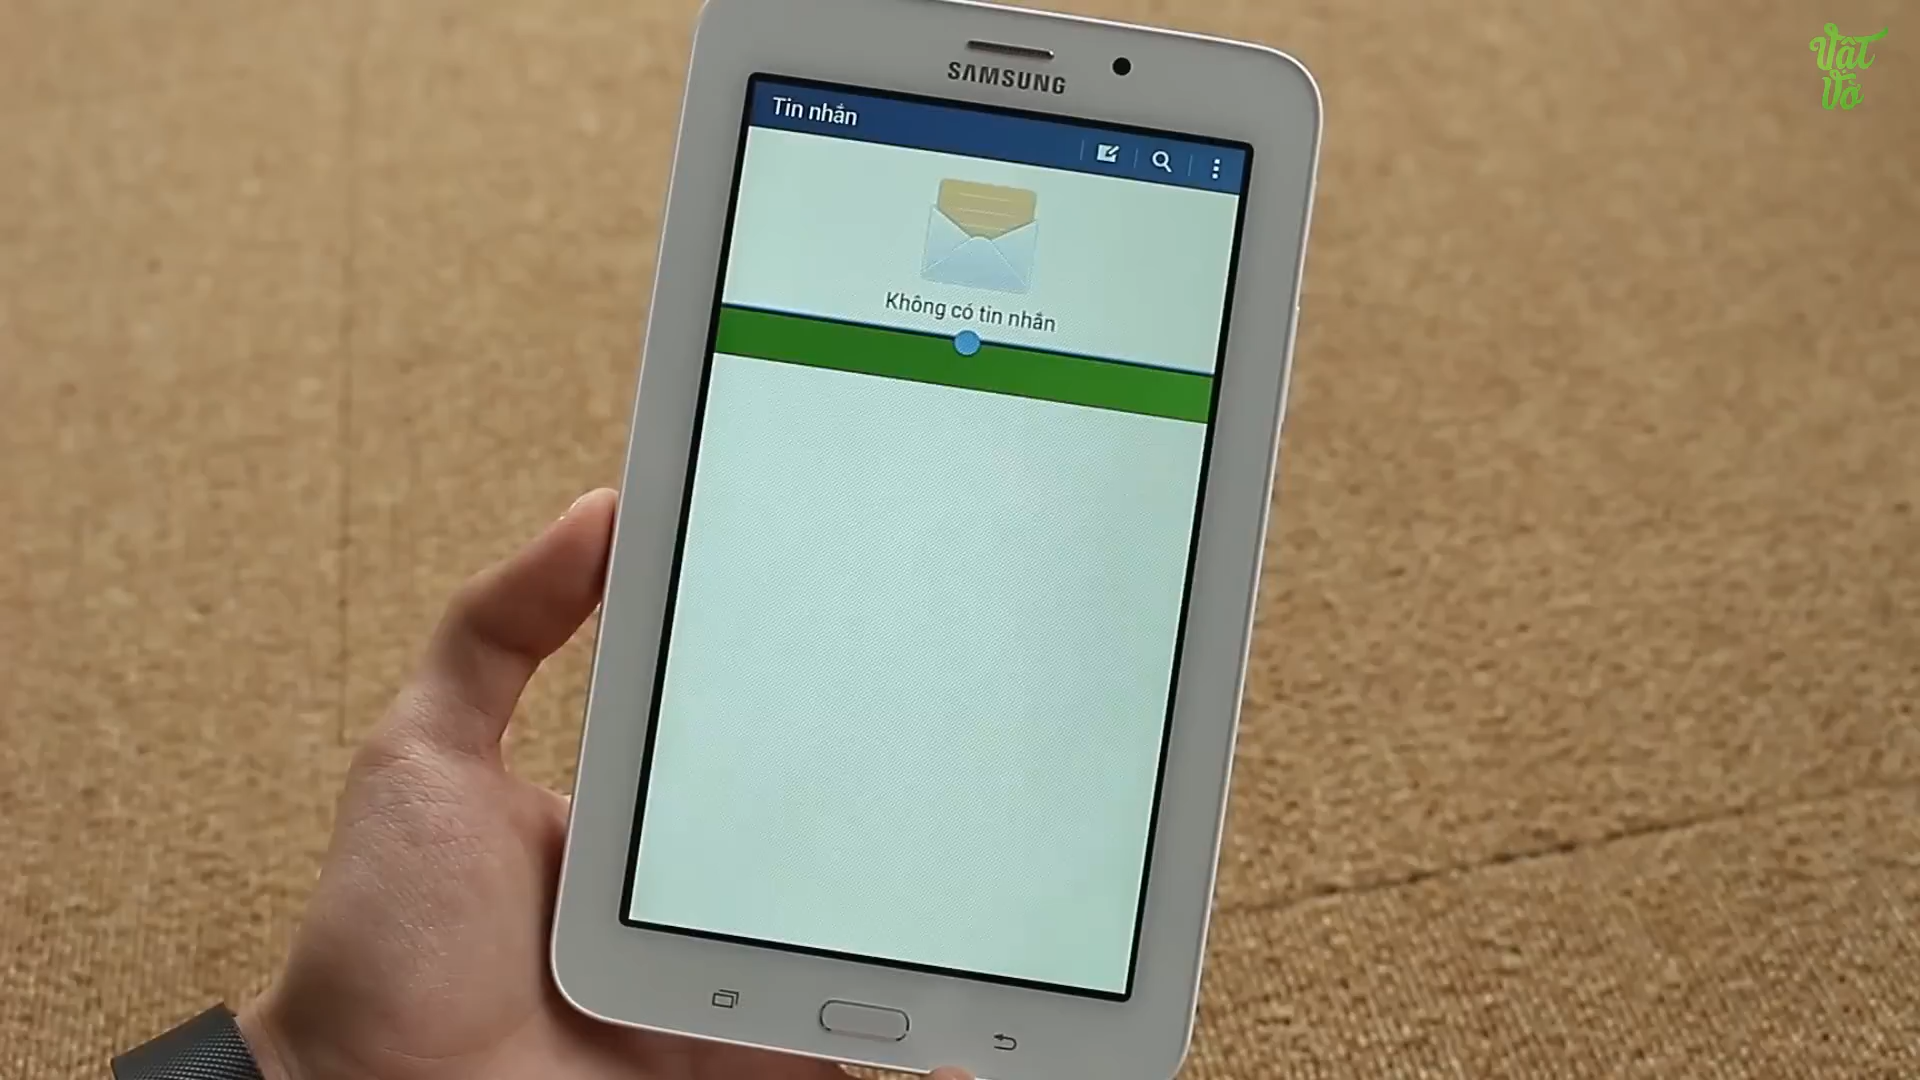 Vật
Vờ
SAMSUNG
Tin nhắn
Không có tin nhắn